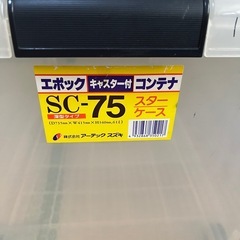 エポック キャスター付 コンテナ
SC-75
深型タイプ
スター
ケース
株式会社 アーテック スズキ